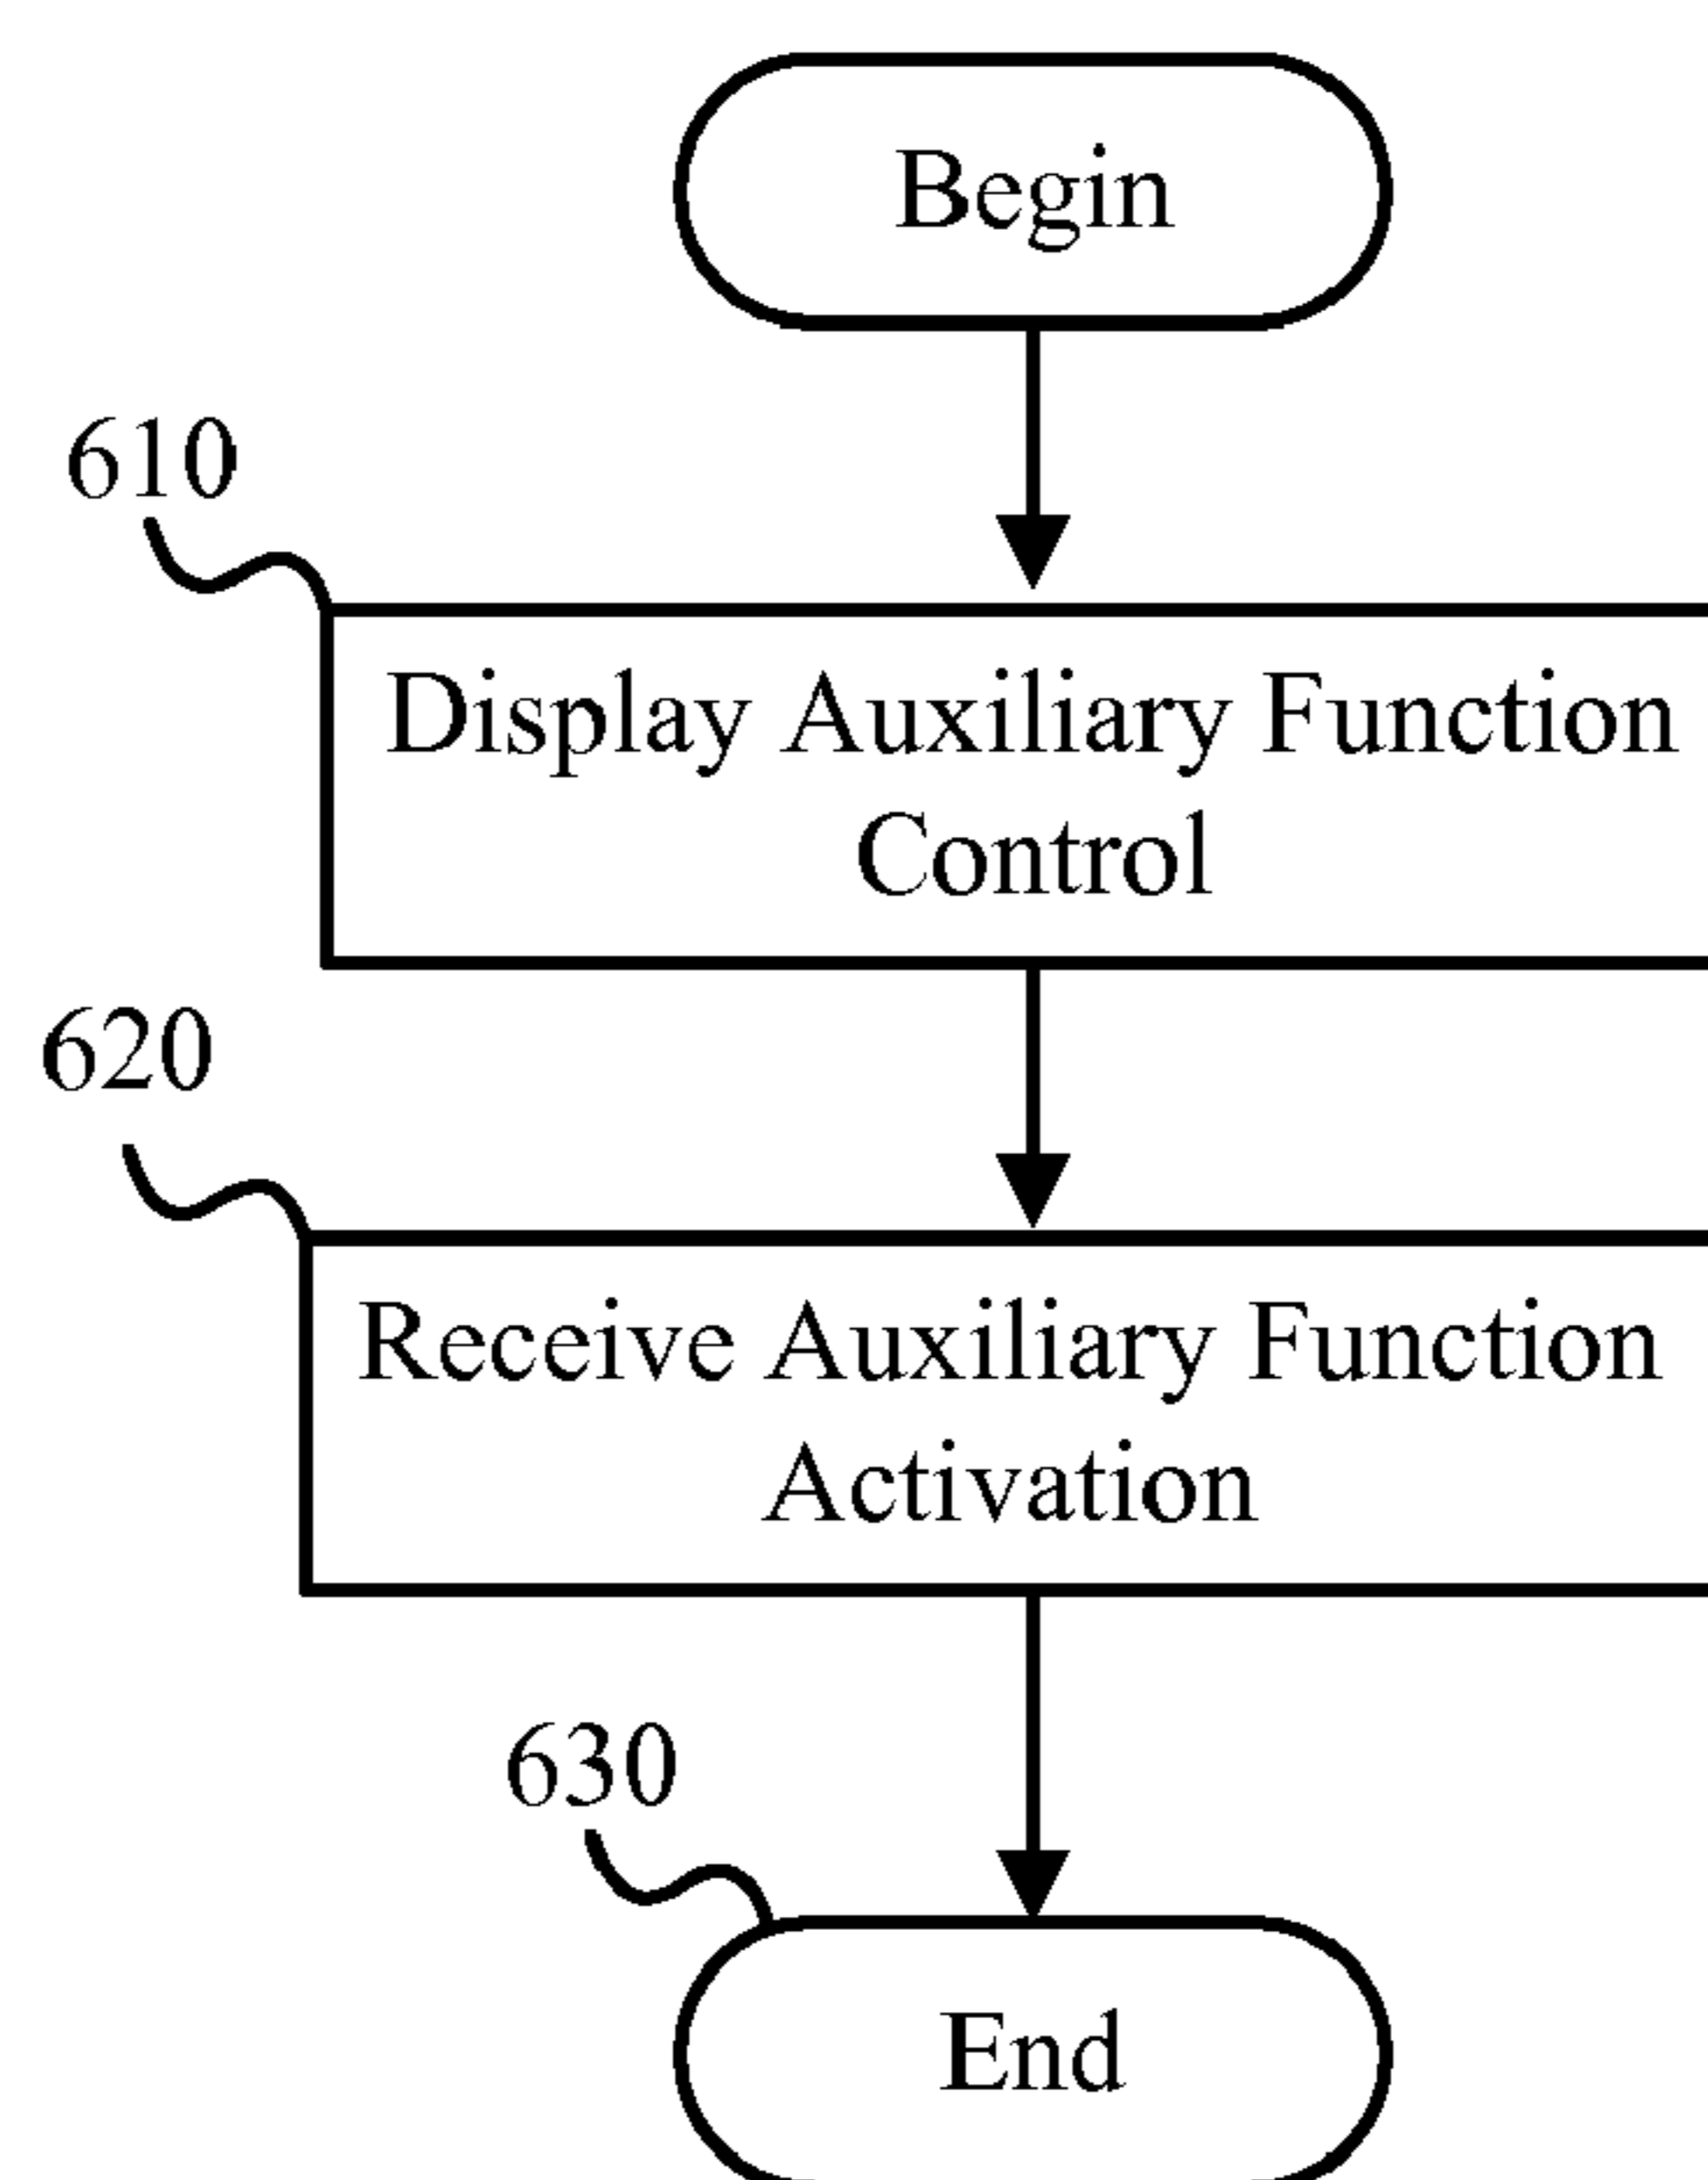 Begin
610
Display Auxiliary Function
Control
620
Receive Auxiliary Function
Activation
630
End